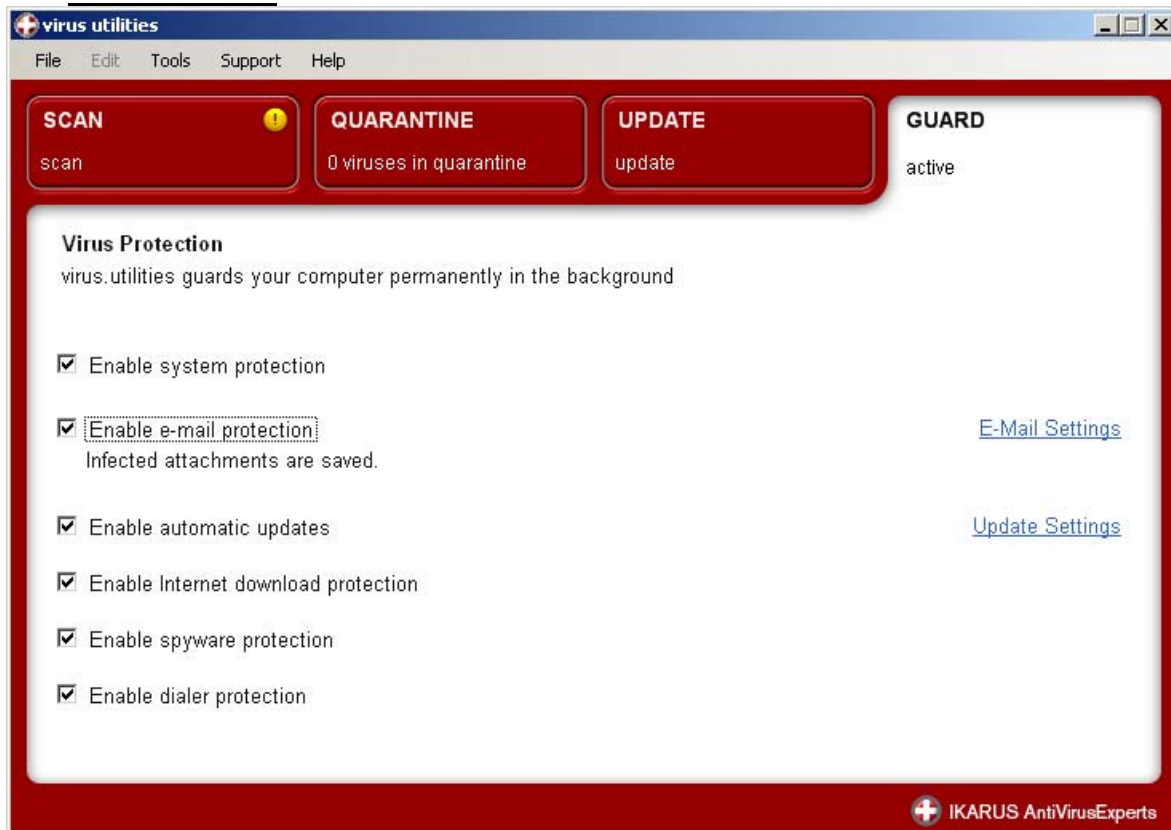 virus utilities
File Edit Tools Support Help
SCAN
scan
QUARANTINE
0 viruses in quarantine
UPDATE
update
GUARD
active
Virus Protection
virus.utilities guards your computer permanently in the background
Enable system protection
Enable e-mail protection
E-Mail Settings
Infected attachments are saved.
Enable automatic updates
Update Settings
Enable Internet download protection
Enable spyware protection
Enable dialer protection
IKARUS AntiVirusExperts